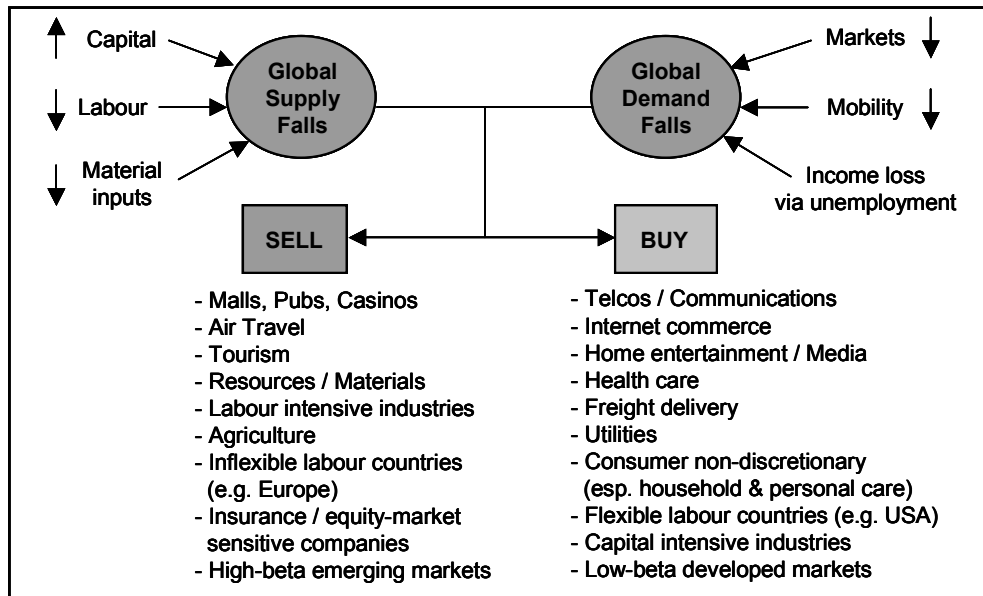 Capital
Labour
Material
inputs
Global
Supply
Falls
Global
Demand
Falls
Markets
Mobility
Income loss
via unemployment
SELL
- Malls, Pubs, Casinos
- Air Travel
- Tourism
- Resources / Materials
- Labour intensive industries
- Agriculture
- Inflexible labour countries
(e.g. Europe)
- Insurance / equity-market
sensitive companies
- High-beta emerging markets
BUY
- Telcos / Communications
- Internet commerce
- Home entertainment / Media
- Health care
- Freight delivery
- Utilities
- Consumer non-discretionary
(esp. household & personal care)
- Flexible labour countries (e.g. USA)
- Capital intensive industries
- Low-beta developed markets